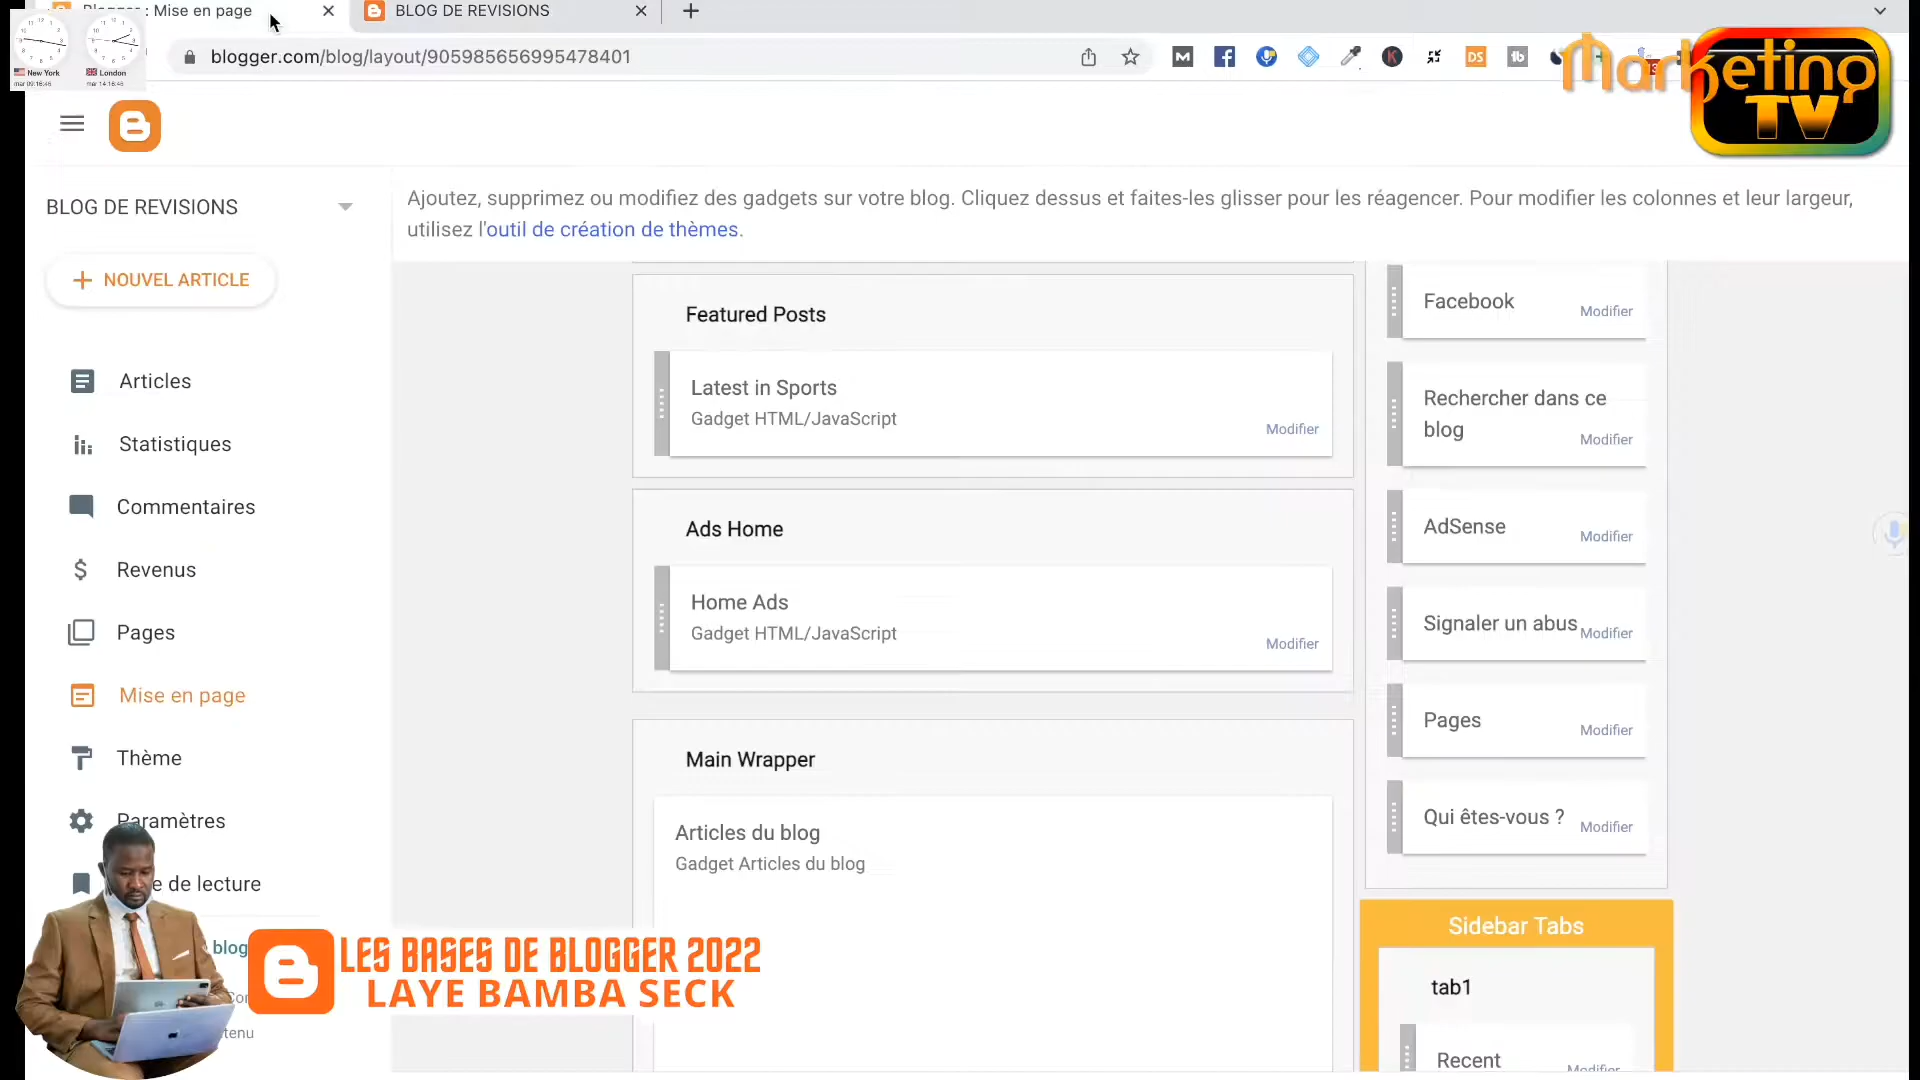 Blogger : Mise en page
BLOG DE REVISIONS
blogger.com/blog/layout/905985656995478401
New York
London
Marketing
TV
BLOG DE REVISIONS
NOUVEL ARTICLE
Articles
Statistiques
Commentaires
Revenus
Pages
Mise en page
Thème
Paramètres
de lecture
blog
tenu
Ajoutez, supprimez ou modifiez des gadgets sur votre blog. Cliquez dessus et faites-les glisser pour les réagencer. Pour modifier les colonnes et leur largeur,
utilisez l'outil de création de thèmes.
Featured Posts
Latest in Sports
Gadget HTML/JavaScript
Modifier
Ads Home
Home Ads
Gadget HTML/JavaScript
Modifier
Main Wrapper
Articles du blog
Gadget Articles du blog
Facebook
Modifier
Rechercher dans ce
blog
Modifier
AdSense
Modifier
Signaler un abus
Modifier
Pages
Modifier
Qui êtes-vous ?
Modifier
Sidebar Tabs
tab1
Recent
Modifier
LES BASES DE BLOGGER 2022
LAYE BAMBA SECK